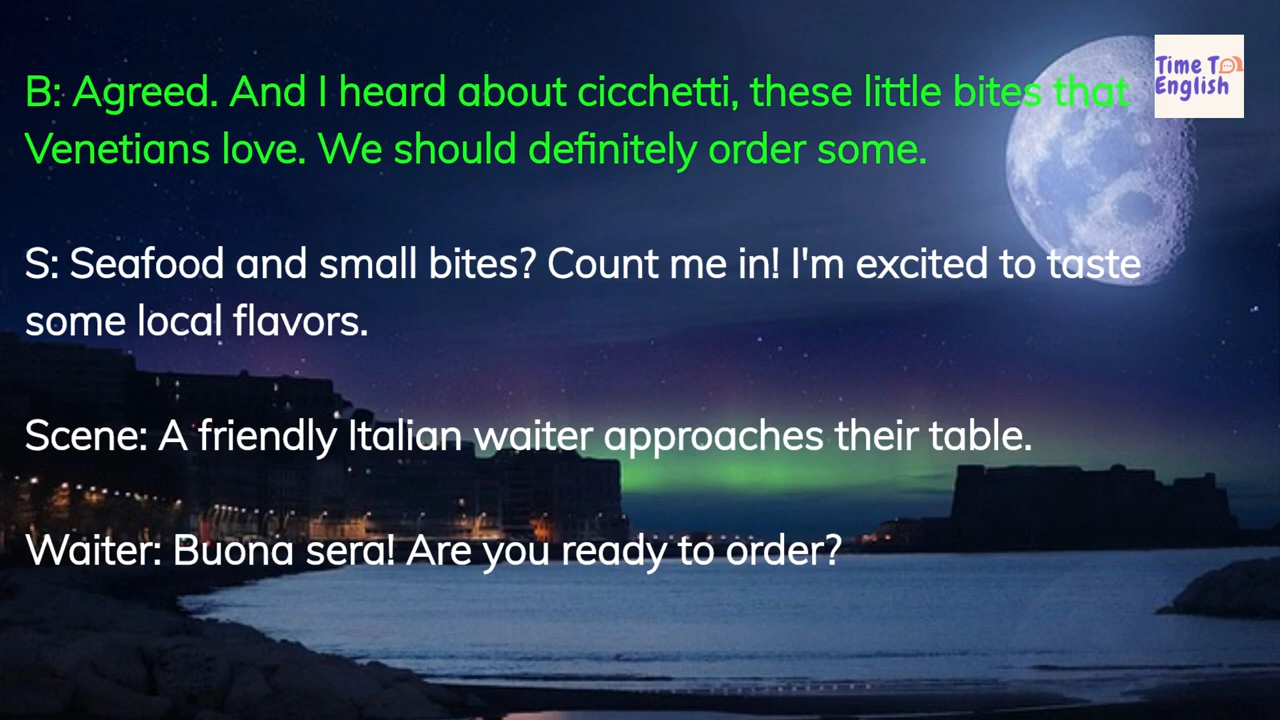 B: Agreed. And I heard about cicchetti, these little bites that
Venetians love. We should definitely order some.
S: Seafood and small bites? Count me in! I'm excited to taste
some local flavors.
Scene: A friendly Italian waiter approaches their table.
Waiter: Buona sera! Are you ready to order?
Time To
English